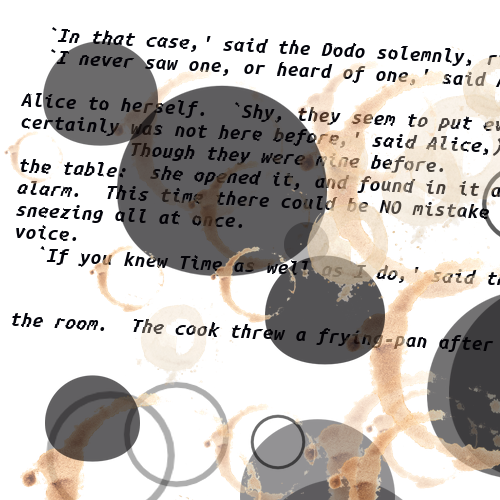 `In that case,' said the Dodo solemnly,
`I never saw one, or heard of one,' said
Alice to herself. `Shy, they seem to put
certainly was not here before,' said Alice,)
Though they were mine before.
the table: she opened it, and found in it a
alarm. This time there could be NO mistake
sneezing all at once.
voice.
`If you knew Time as well as I do,' said
the room. The cook threw a frying-pan after